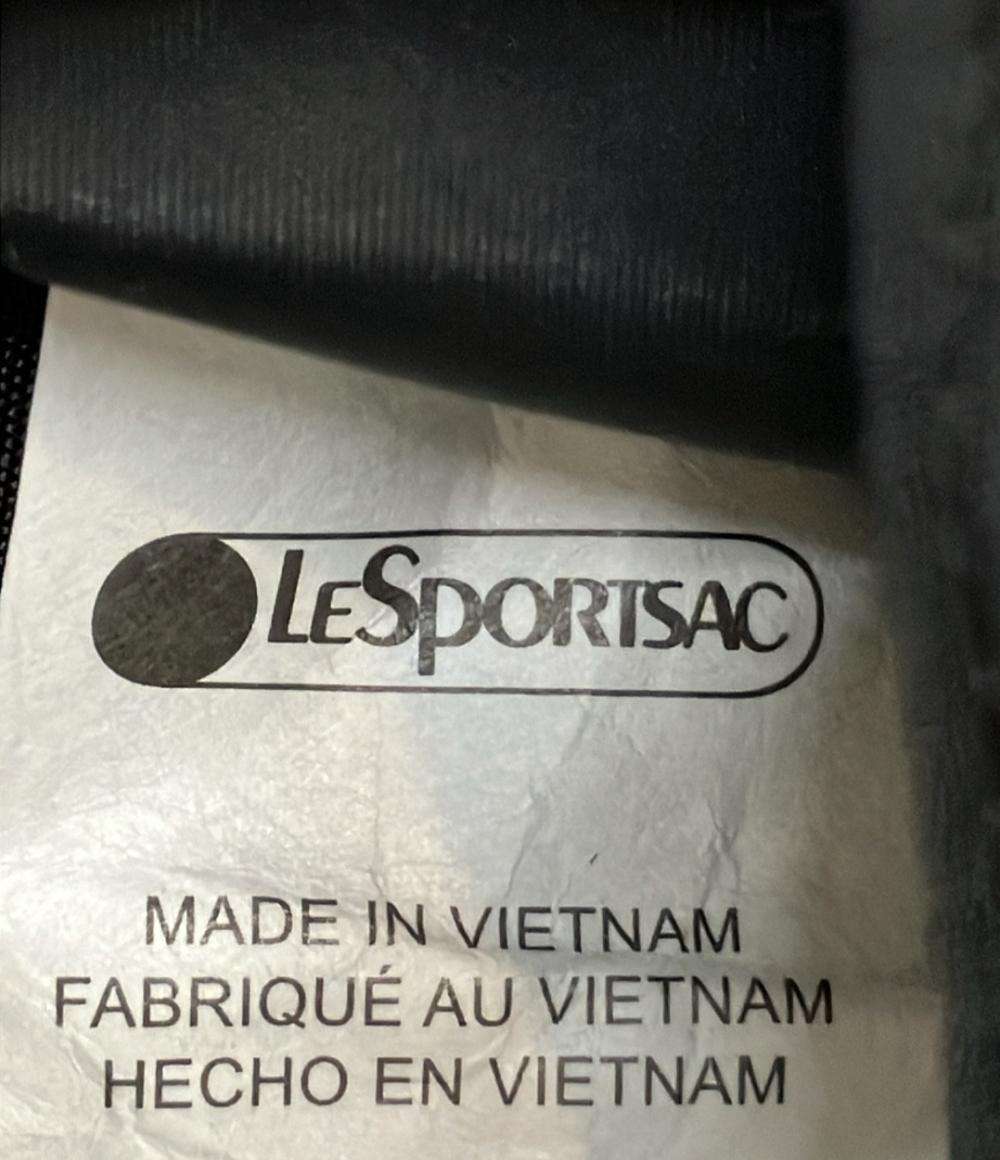 LESPORTSAC
MADE IN VIETNAM
FABRIQUÉ AU VIETNAM
HECHO EN VIETNAM